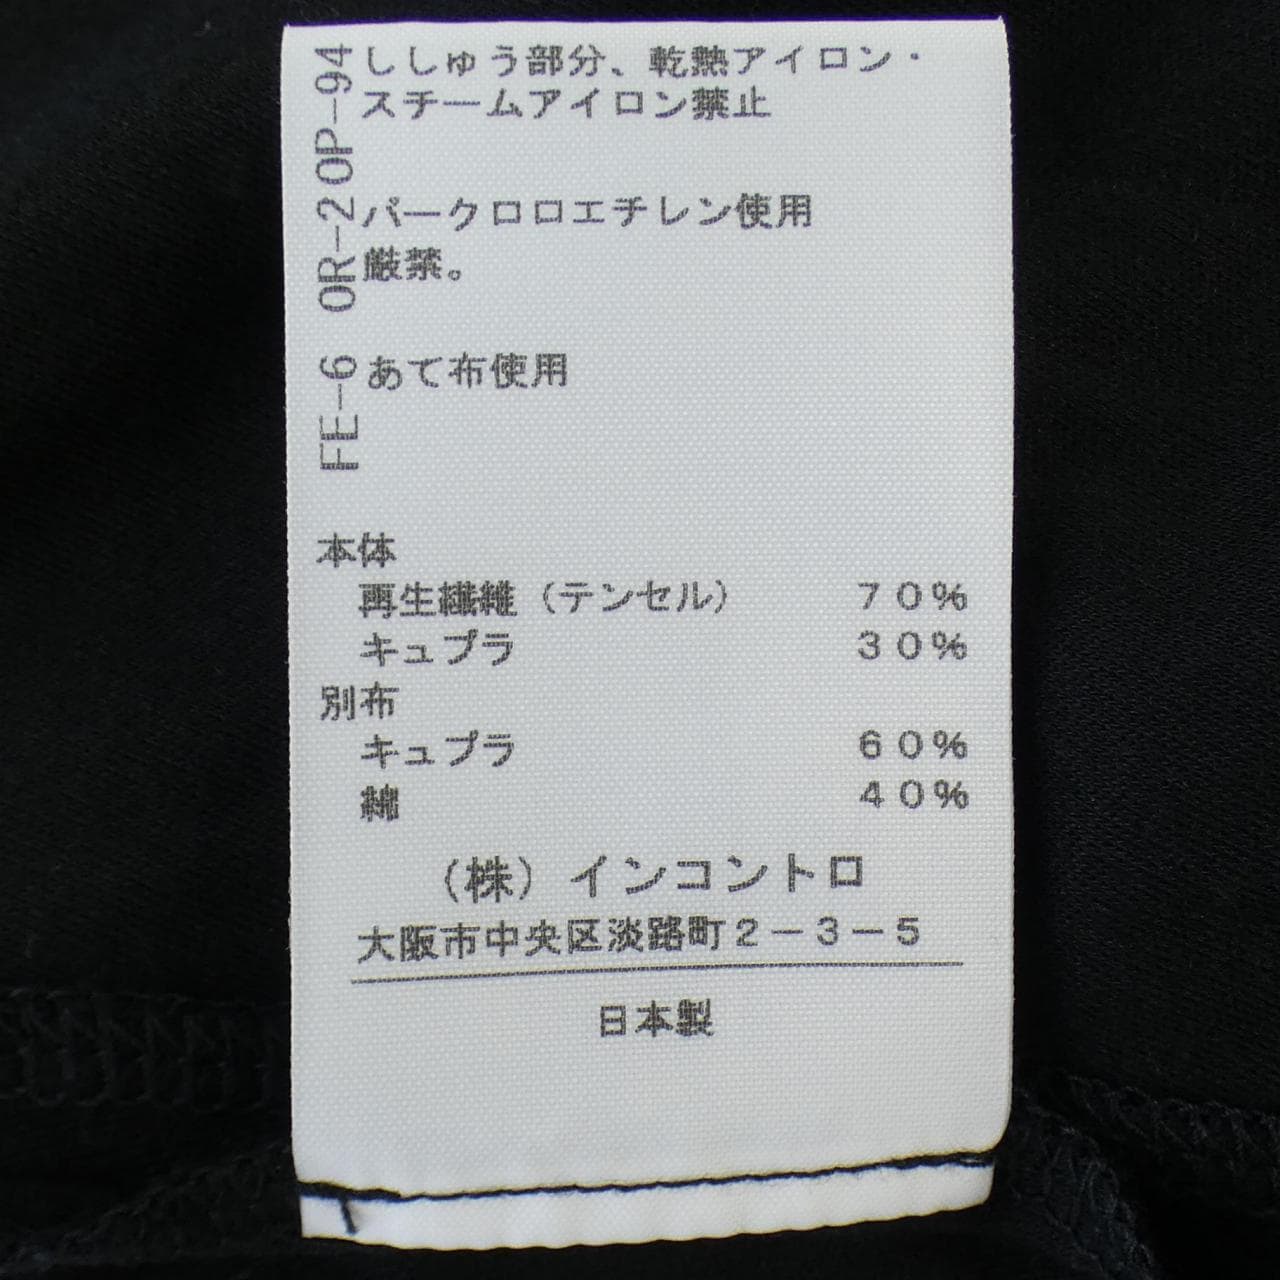 ししゅう部分、乾熱アイロン・
スチームアイロン禁止
パークロロエチレン使用
厳禁。
あて布使用
FE-6 0R-20P-94
本体
再生繊維（テンセル） 70%
キュプラ 30%
別布
キュプラ 60%
綿 40%
（株）インコントロ
大阪市中央区淡路町2－3－5
日本製